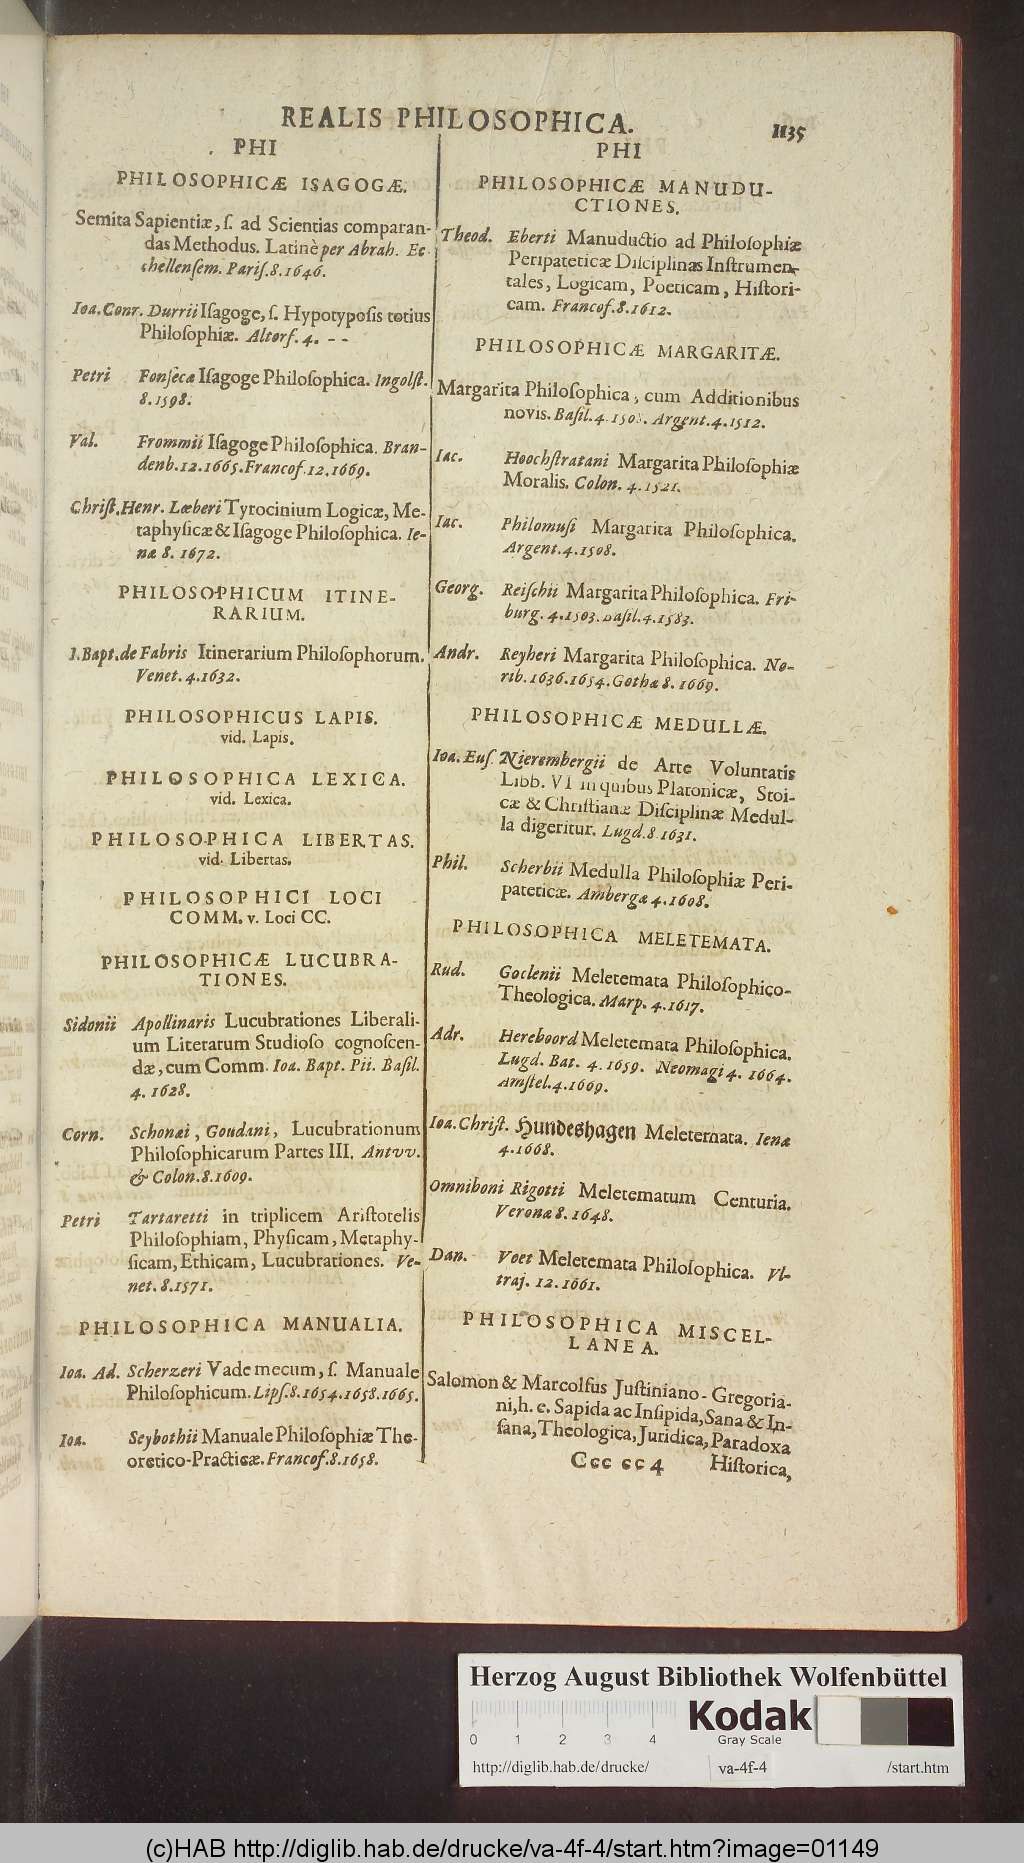 REALIS PHILOSOPHICA.
1135
PHI
PHILOSOPHICÆ ISAGOGÆ.
Semita Sapientiæ, ſ. ad Scientias comparan-
das Methodus. Latinè per Abrah. Ec-
chellenſem. Pariſ. 8. 1646.
Ioa. Conr. Durrii Iſagoge, ſ. Hypotypoſis totius
Philoſophiæ. Altorf. 4. - -
Petri Fonſeca Iſagoge Philoſophica. Ingolſt.
8. 1598.
Val. Frommii Iſagoge Philoſophica. Bran-
denb. 12. 1665. Francof. 12. 1669.
Chriſt. Henr. Lœberi Tyrocinium Logicæ, Me-
taphyſicæ & Iſagoge Philoſophica. Ie-
næ 8. 1672.
PHILOSOPHICUM ITINE-
RARIUM.
I. Bapt. de Fabris Itinerarium Philoſophorum.
Venet. 4. 1632.
PHILOSOPHICUS LAPIS.
vid. Lapis.
PHILOSOPHICA LEXICA.
vid. Lexica.
PHILOSOPHICA LIBERTAS.
vid. Libertas.
PHILOSOPHICI LOCI
COMM. v. Loci CC.
PHILOSOPHICÆ LUCUBRA-
TIONES.
Sidonii Apollinaris Lucubrationes Liberali-
um Literatum Studioſo cognoſcen-
dæ, cum Comm. Ioa. Bapt. Pii. Baſil.
4. 1628.
Corn. Schonæi, Goudani, Lucubrationum
Philoſophicarum Partes III. Antvv.
& Colon. 8. 1609.
Petri Tartaretti in triplicem Ariſtotelis
Philoſophiam, Phyſicam, Metaphy-
ſicam, Ethicam, Lucubrationes. Ve-
net. 8. 1571.
PHILOSOPHICA MANUALIA.
Ioa. Ad. Scherzeri Vade mecum, ſ. Manuale
Philoſophicum. Lipſ. 8. 1654. 1658. 1665.
Ioa. Seybothii Manuale Philoſophiæ The-
oretico-Practicæ. Francof. 8. 1658.
PHI
PHILOSOPHICÆ MANUDU-
CTIONES.
Theod. Eberti Manuductio ad Philoſophiæ
Peripateticæ Diſciplinas Inſtrumen-
tales, Logicam, Poeticam, Hiſtori-
cam. Francof. 8. 1612.
PHILOSOPHICÆ MARGARITÆ.
Margarita Philoſophica, cum Additionibus
novis. Baſil. 4. Argent. 4. 1512.
Iac. Hoochſtratani Margarita Philoſophiæ
Moralis. Colon. 4. 1521.
Iac. Philomuſi Margarita Philoſophica.
Argent. 4. 1508.
Georg. Reiſchii Margarita Philoſophica. Fri-
burg. 4. 1503. Baſil. 4. 1583.
Andr. Reyheri Margarita Philoſophica. No-
rib. 1636. 1654. Gothæ 8. 1669.
PHILOSOPHICÆ MEDULLÆ.
Ioa. Euſ. Nierembergii de Arte Voluntatis
Libb. VI in quibus Platonicæ, Stoi-
cæ & Chriſtianæ Diſciplinæ Medul-
la digeritur. Lugd. 8. 1631.
Phil. Scherbii Medulla Philoſophiæ Peri-
pateticæ. Ambergæ 4. 1608.
PHILOSOPHICA MELETEMATA.
Rud. Goclenii Meletemata Philoſophico-
Theologica. Marp. 4. 1617.
Adr. Hereboord Meletemata Philoſophica.
Lugd. Bat. 4. 1659. Neomagi 4. 1664.
Amſtel. 4. 1609.
Ioa. Chriſt. Hundeshagen Meletemata. Ienæ
4. 1668.
Omniboni Rigotti Meletematum Centuria.
Veronæ 8. 1648.
Dan. Voet Meletemata Philoſophica. Vl-
traj. 12. 1661.
PHILOSOPHICA MISCEL-
LANEA.
Salomon & Marcolfus Juſtiniano-Gregoria-
ni, h. e. Sapida ac Inſipida, Sana & In-
ſana, Theologica, Juridica, Paradoxa
Ccc cc 4 Hiſtorica,
Herzog August Bibliothek Wolfenbüttel
Kodak
Gray Scale
0 1 2 3 4
http://diglib.hab.de/drucke/ va-4f-4 /start.htm
(c)HAB http://diglib.hab.de/drucke/va-4f-4/start.htm?image=01149